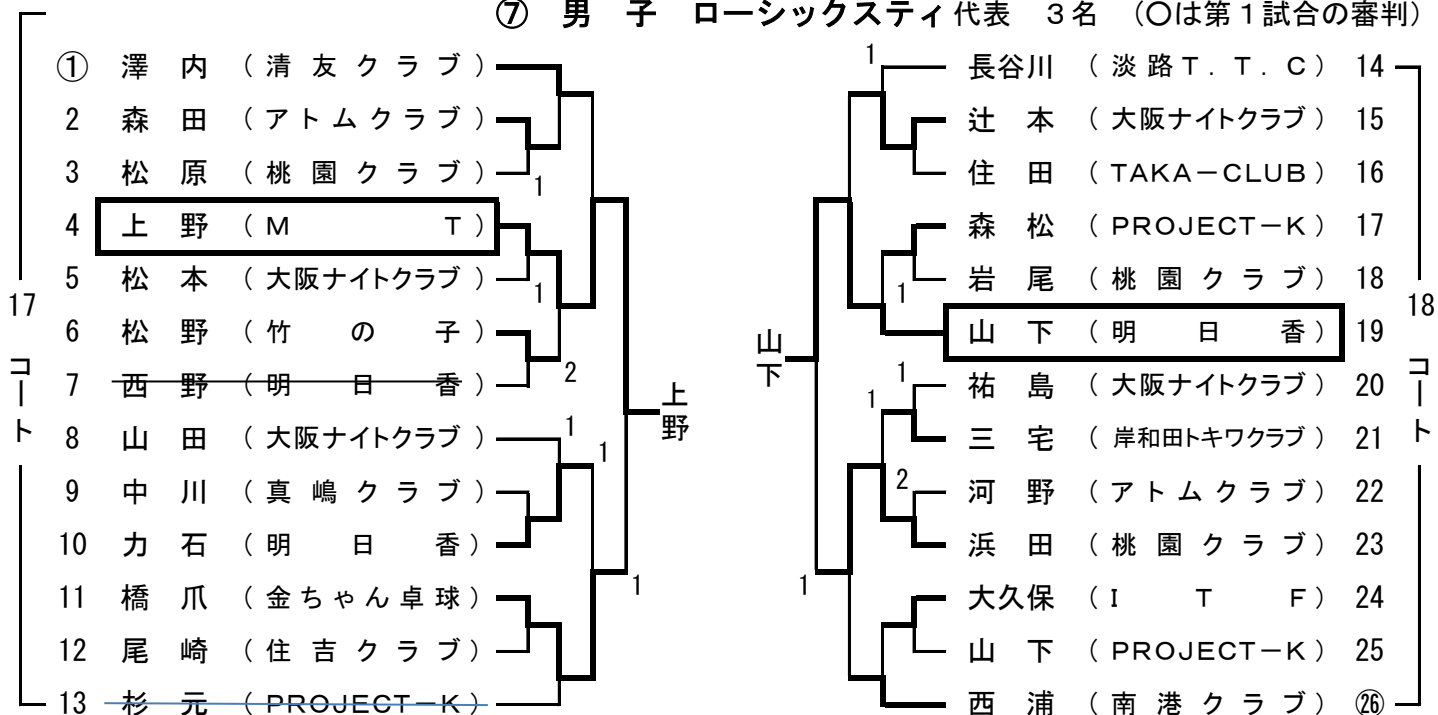 ⑦ 男 子 ローシックスティ 代表 3名 (○は第1試合の審判)
① 澤 内 (清友クラブ)
2 森 田 (アトムクラブ)
3 松 原 (桃園クラブ)
1
4 上 野 (M T)
5 松 本 (大阪ナイトクラブ)
1
6 松 野 (竹 の 子)
7 西 野 (明 日 香)
2
8 山 田 (大阪ナイトクラブ)
1
1
9 中 川 (真嶋クラブ)
10 力 石 (明 日 香)
11 橋 爪 (金ちゃん卓球)
1
12 尾 崎 (住吉クラブ)
13 杉 元 (PROJECT-K)
17 コート
上野
山下
1
長谷川 (淡路T.T.C) 14
辻 本 (大阪ナイトクラブ) 15
住 田 (TAKA-CLUB) 16
森 松 (PROJECT-K) 17
1
岩 尾 (桃園クラブ) 18
山 下 (明 日 香) 19
1
1
祐 島 (大阪ナイトクラブ) 20
三 宅 (岸和田トキワクラブ) 21
2
河 野 (アトムクラブ) 22
浜 田 (桃園クラブ) 23
1
大久保 (I T F) 24
山 下 (PROJECT-K) 25
西 浦 (南港クラブ) ㉖
18 コート